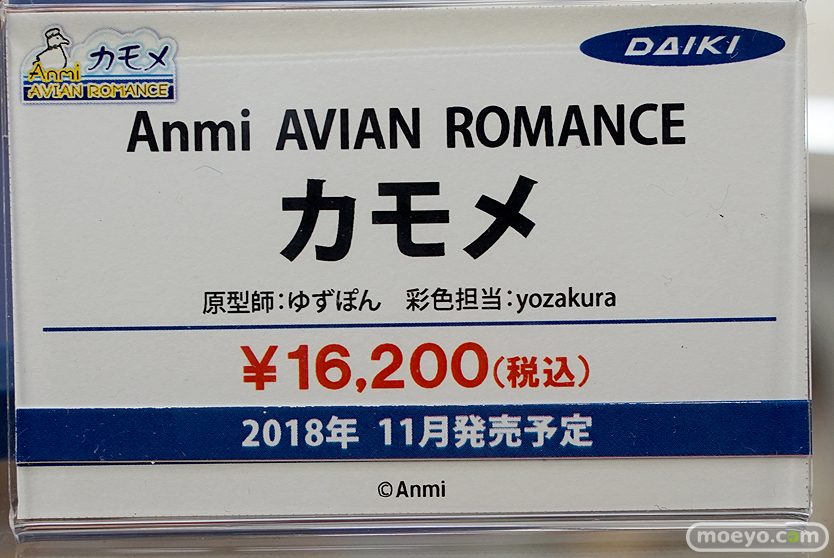 カモメ
Anmi
AVIAN ROMANCE
DAIKI
Anmi AVIAN ROMANCE
カモメ
原型師：ゆずぽん　彩色担当：yozakura
¥16,200（税込）
2018年 11月発売予定
©Anmi
moeyo.com